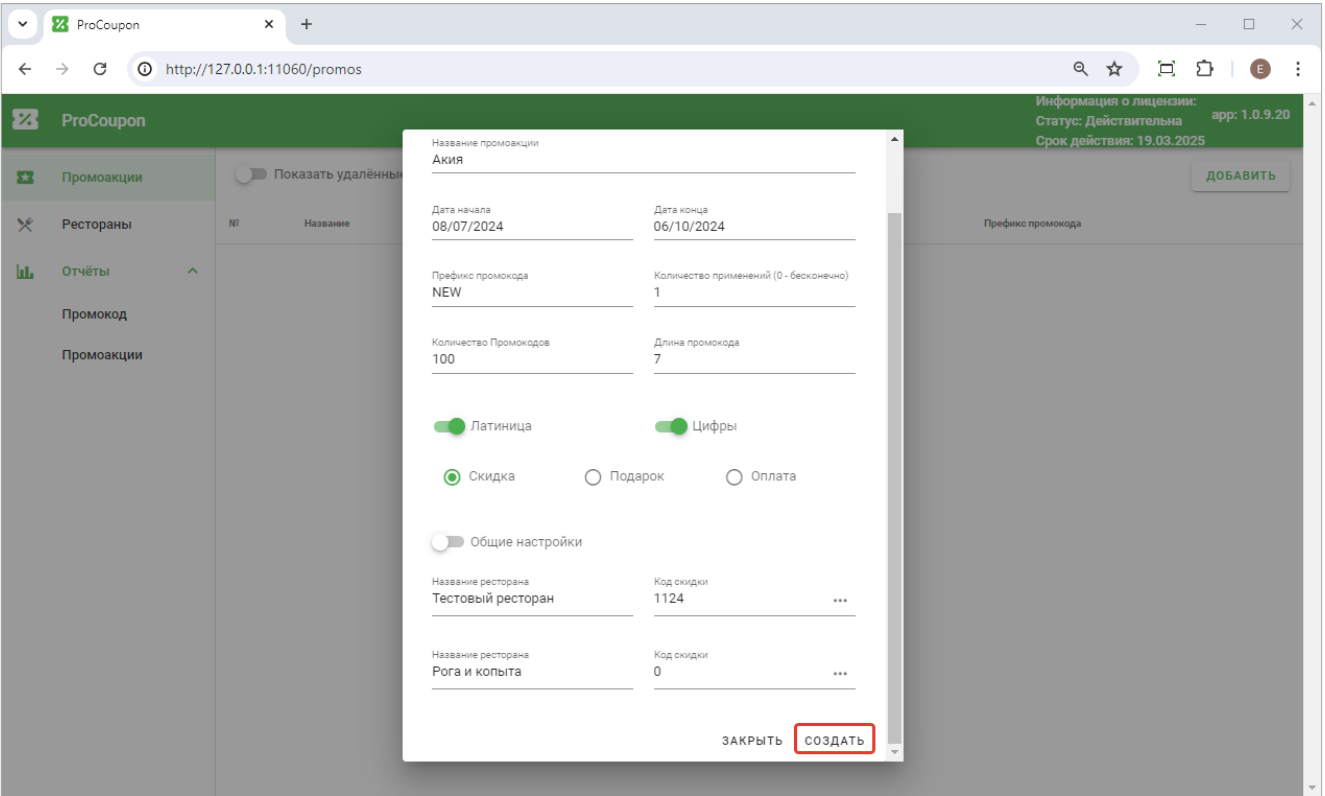 ProCoupon
http://127.0.0.1:11060/promos
E
ProCoupon
Информация о лицензии:
Статус: Действительна
Срок действия: 19.03.2025
app: 1.0.9.20
Промоакции
Рестораны
Отчёты
Промокод
Промоакции
Показать удалённые
ДОБАВИТЬ
№
Название
Префикс промокода
Название промоакции
Акия
Дата начала
08/07/2024
Дата конца
06/10/2024
Префикс промокода
NEW
Количество применений (0 - бесконечно)
1
Количество Промокодов
100
Длина промокода
7
Латиница
Цифры
Скидка
Подарок
Оплата
Общие настройки
Название ресторана
Тестовый ресторан
Код скидки
1124
Название ресторана
Рога и копыта
Код скидки
0
ЗАКРЫТЬ
СОЗДАТЬ